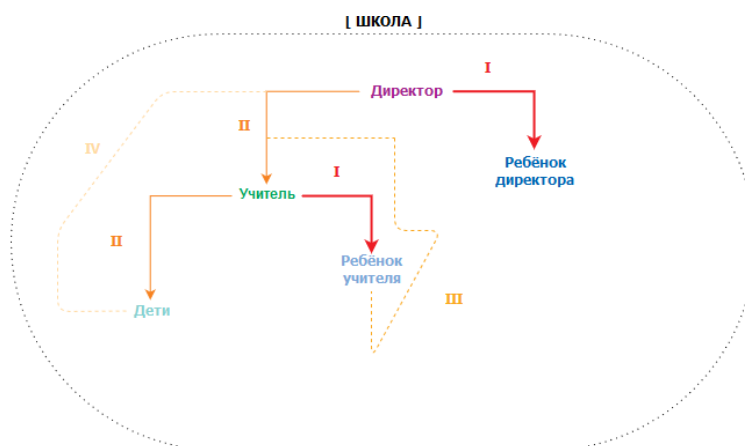 [ ШКОЛА ]
I
Директор
II
IV
Ребёнок
директора
I
Учитель
II
Ребёнок
учителя
III
Дети